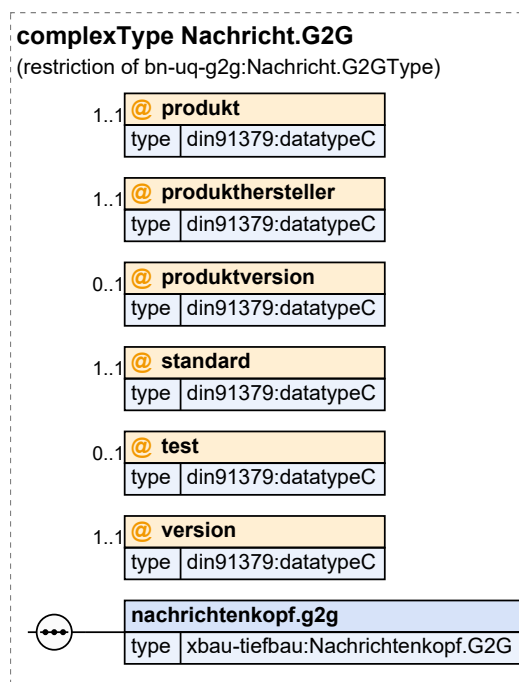 complexType Nachricht.G2G
(restriction of bn-uq-g2g:Nachricht.G2GType)
1..1 @ produkt
type din91379:datatypeC
1..1 @ produkthersteller
type din91379:datatypeC
0..1 @ produktversion
type din91379:datatypeC
1..1 @ standard
type din91379:datatypeC
0..1 @ test
type din91379:datatypeC
1..1 @ version
type din91379:datatypeC
nachrichtenkopf.g2g
type xbau-tiefbau:Nachrichtenkopf.G2G